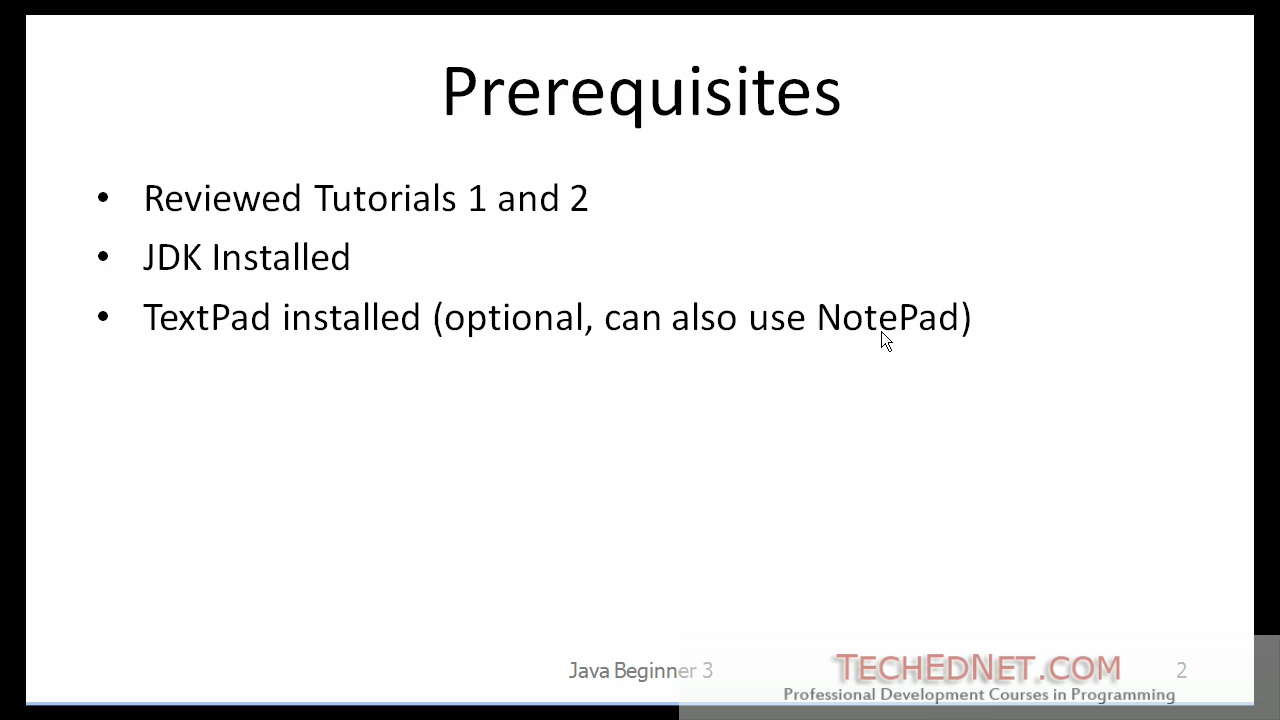 Prerequisites
• Reviewed Tutorials 1 and 2
• JDK Installed
• TextPad installed (optional, can also use NotePad)
Java Beginner 3
TECHEDNET.COM
2
Professional Development Courses in Programming